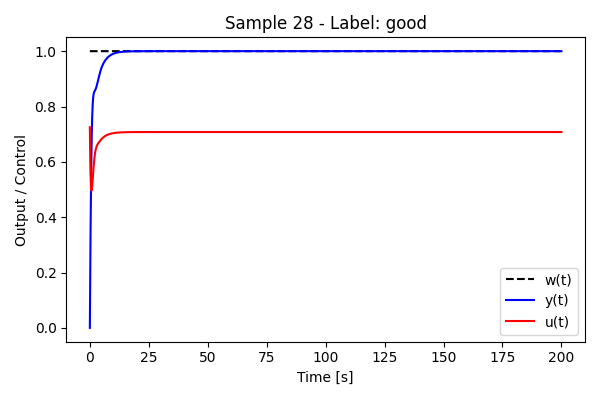 Sample 28 - Label: good
Output / Control
1.0
0.8
0.6
0.4
0.2
0.0
w(t)
y(t)
u(t)
0 25 50 75 100 125 150 175 200
Time [s]